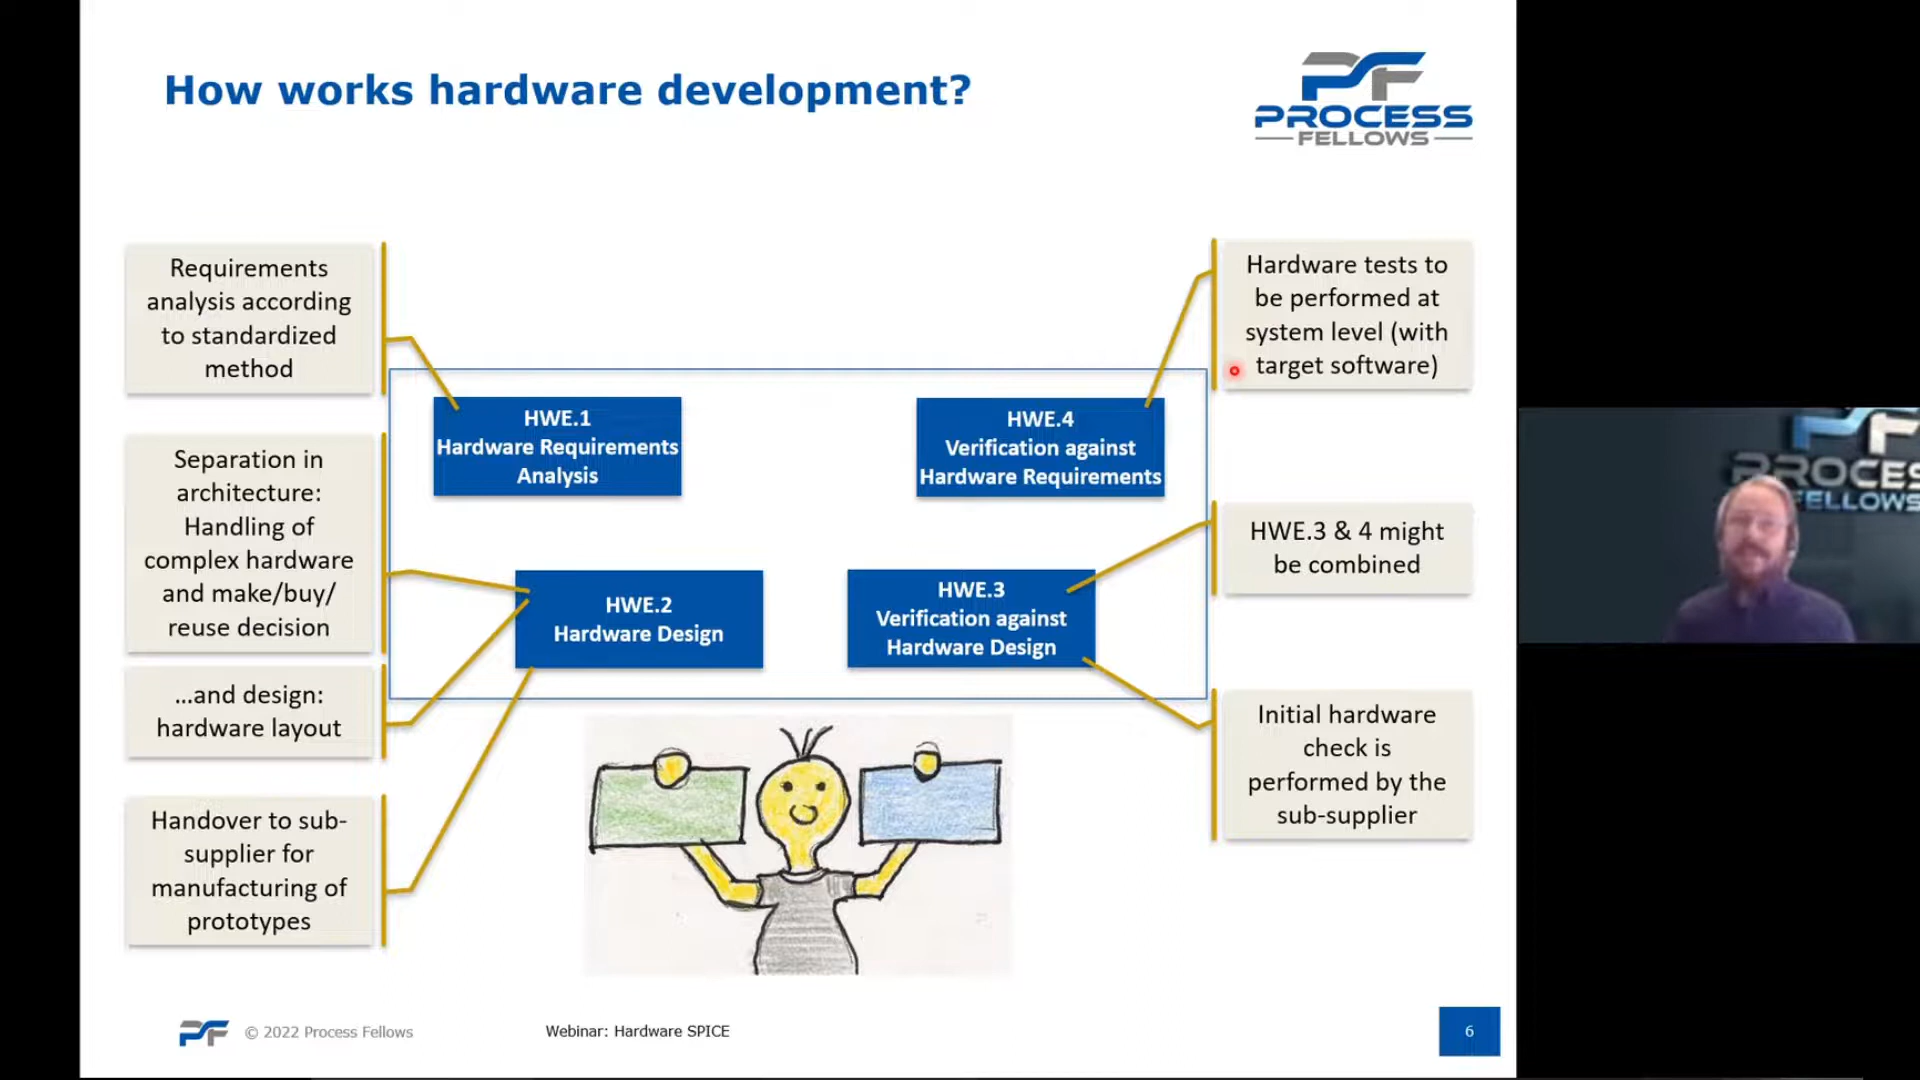 How works hardware development?
PROCESS
FELLOWS
Requirements
analysis according
to standardized
method
Separation in
architecture:
Handling of
complex hardware
and make/buy/
reuse decision
...and design:
hardware layout
Handover to sub-
supplier for
manufacturing of
prototypes
HWE.1
Hardware Requirements
Analysis
HWE.2
Hardware Design
HWE.4
Verification against
Hardware Requirements
HWE.3
Verification against
Hardware Design
Hardware tests to
be performed at
system level (with
target software)
HWE.3 & 4 might
be combined
Initial hardware
check is
performed by the
sub-supplier
PROCES
FELLOWS
© 2022 Process Fellows
Webinar: Hardware SPICE
6